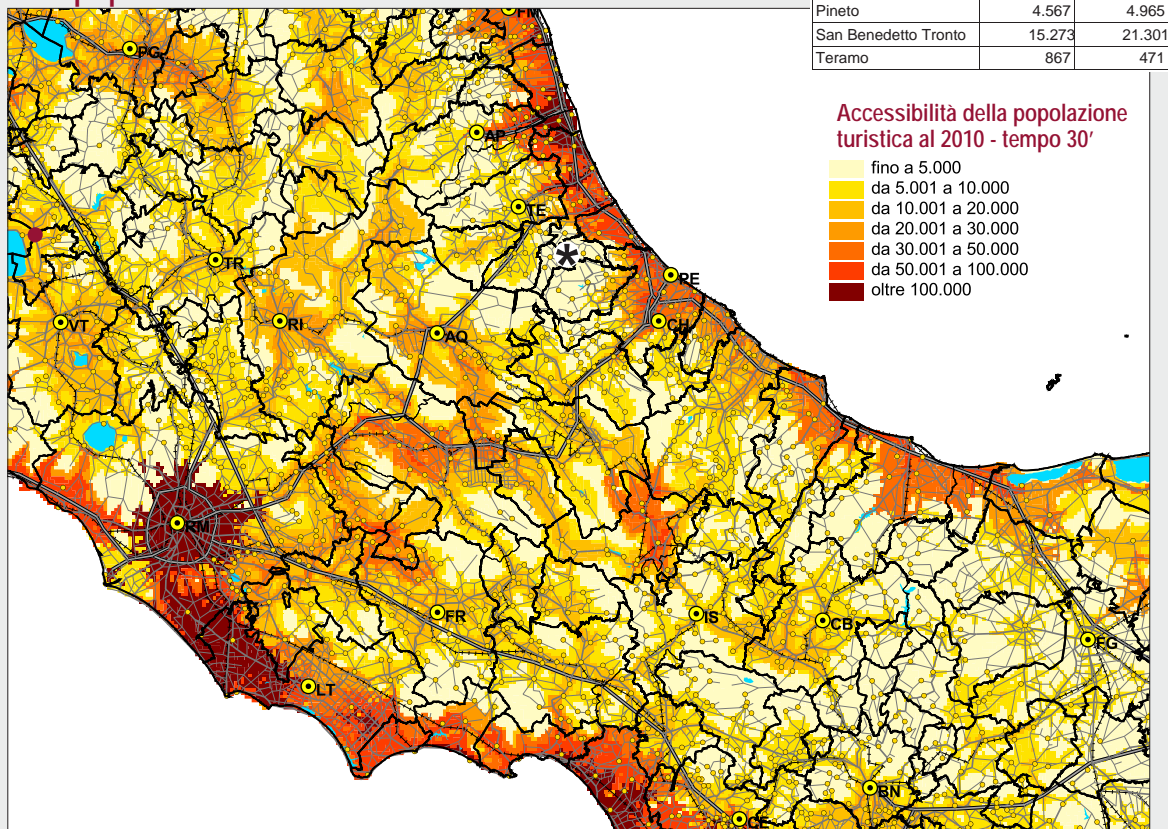 Pineto 4.567 4.965
San Benedetto Tronto 15.273 21.301
Teramo 867 471
Accessibilità della popolazione
turistica al 2010 - tempo 30'
fino a 5.000
da 5.001 a 10.000
da 10.001 a 20.000
da 20.001 a 30.000
da 30.001 a 50.000
da 50.001 a 100.000
oltre 100.000
FM
PG
AP
TE
*
TR
PE
VT
RI
AQ
CH
RM
FR
IS
CB
FG
LT
BN
CE